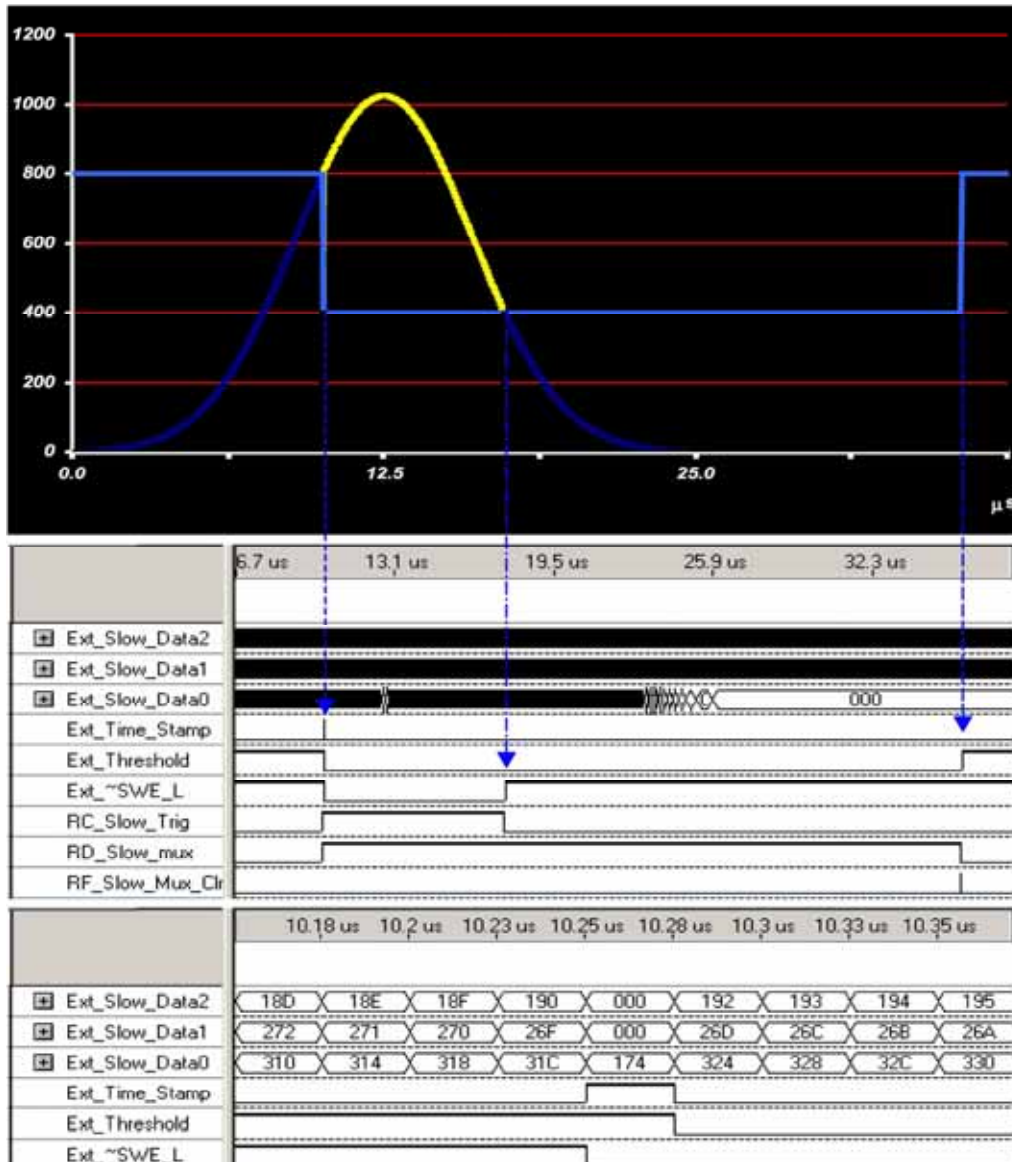 1200
1000
800
600
400
200
0
0.0 12.5 25.0
6.7 us 13.1 us 19.5 us 25.9 us 32.3 us
Ext_Slow_Data2
Ext_Slow_Data1
Ext_Slow_Data0 000
Ext_Time_Stamp
Ext_Threshold
Ext_~SWE_L
RC_Slow_Trig
RD_Slow_mux
RF_Slow_Mux_Clr
10.18 us 10.2 us 10.23 us 10.25 us 10.28 us 10.3 us 10.33 us 10.35 us
Ext_Slow_Data2 18D 18E 18F 190 000 192 193 194 195
Ext_Slow_Data1 272 271 270 26F 000 26D 26C 26B 26A
Ext_Slow_Data0 310 314 318 31C 174 324 328 32C 330
Ext_Time_Stamp
Ext_Threshold
Ext_~SWE_L